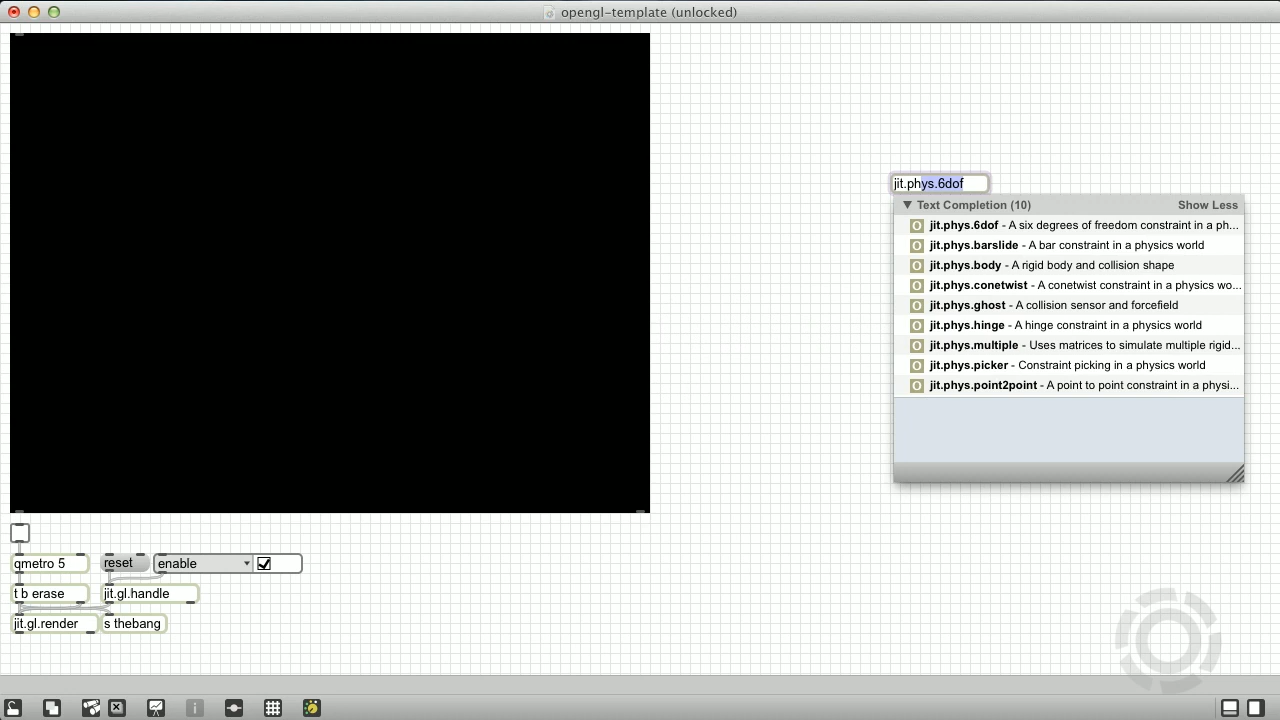 opengl-template (unlocked)
jit.phys.6dof
Text Completion (10) Show Less
jit.phys.6dof - A six degrees of freedom constraint in a ph...
jit.phys.barslide - A bar constraint in a physics world
jit.phys.body - A rigid body and collision shape
jit.phys.conetwist - A conetwist constraint in a physics wo...
jit.phys.ghost - A collision sensor and forcefield
jit.phys.hinge - A hinge constraint in a physics world
jit.phys.multiple - Uses matrices to simulate multiple rigid...
jit.phys.picker - Constraint picking in a physics world
jit.phys.point2point - A point to point constraint in a physi...
qmetro 5 reset enable
t b erase jit.gl.handle
jit.gl.render s thebang